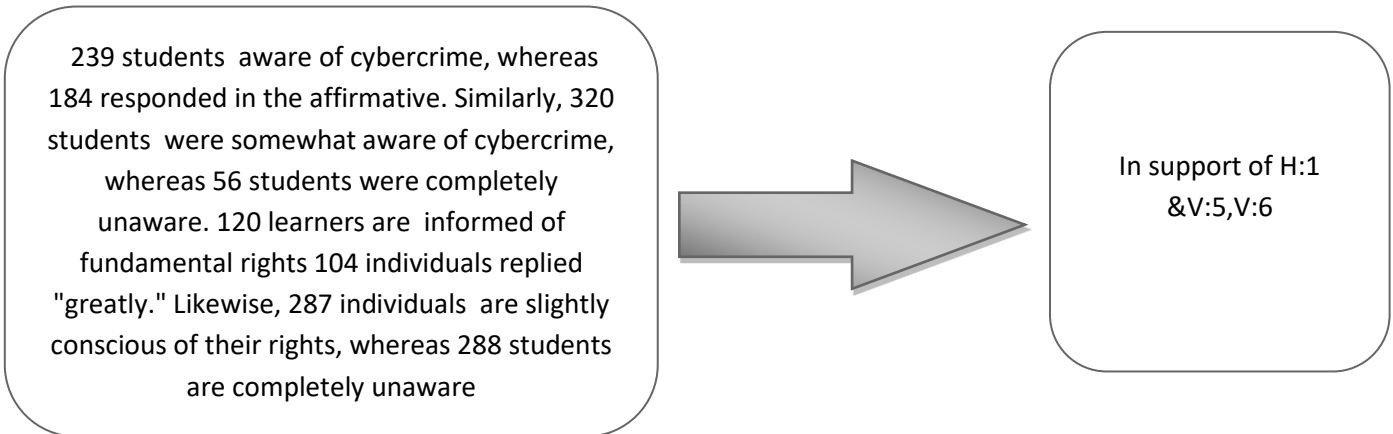 239 students aware of cybercrime, whereas
184 responded in the affirmative. Similarly, 320
students were somewhat aware of cybercrime,
whereas 56 students were completely
unaware. 120 learners are informed of
fundamental rights 104 individuals replied
"greatly." Likewise, 287 individuals are slightly
conscious of their rights, whereas 288 students
are completely unaware
In support of H:1
&V:5,V:6